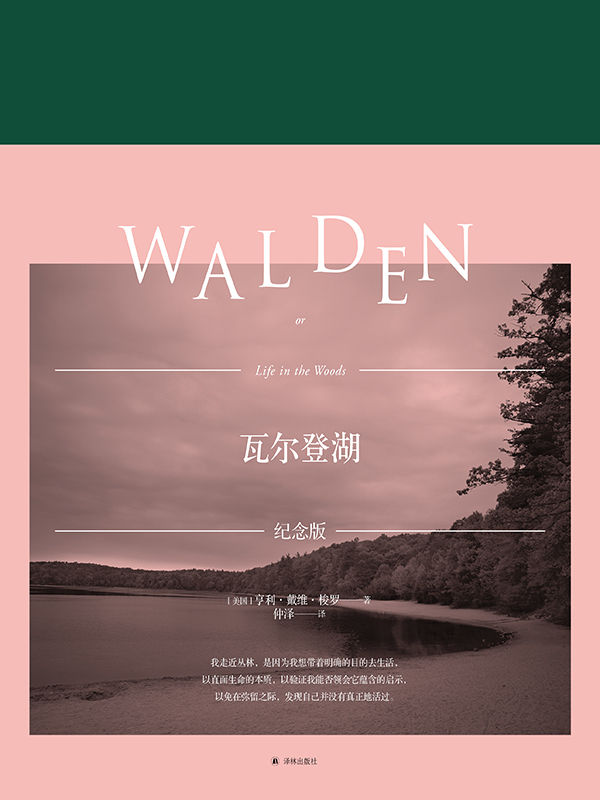 WALDEN
or
Life in the Woods
瓦尔登湖
纪念版
［美国］亨利·戴维·梭罗——著
仲泽——译
我走近丛林，是因为我想带着明确的目的去生活，
以直面生命的本质，以验证我能否领会它蕴含的启示，
以免在弥留之际，发现自己并没有真正地活过
译林出版社